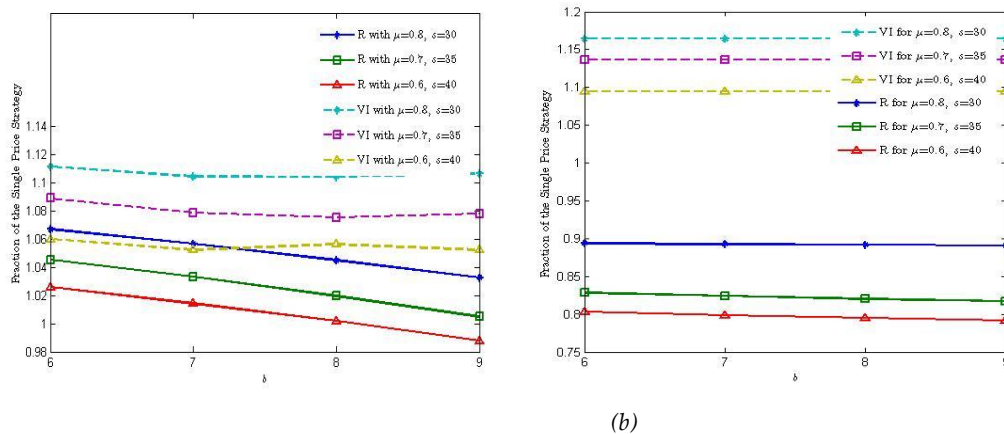 R with μ=0.8, s=30
R with μ=0.7, s=35
R with μ=0.6, s=40
VI with μ=0.8, s=30
VI with μ=0.7, s=35
VI with μ=0.6, s=40
Fraction of the Single Price Strategy
1.14
1.12
1.10
1.08
1.06
1.04
1.02
1
0.98
6
7
8
9
b
(b)
VI for μ=0.8, s=30
VI for μ=0.7, s=35
VI for μ=0.6, s=40
R for μ=0.8, s=30
R for μ=0.7, s=35
R for μ=0.6, s=40
Fraction of the Single Price Strategy
1.2
1.15
1.1
1.05
1
0.95
0.9
0.85
0.8
0.75
6
7
8
9
b
(b)